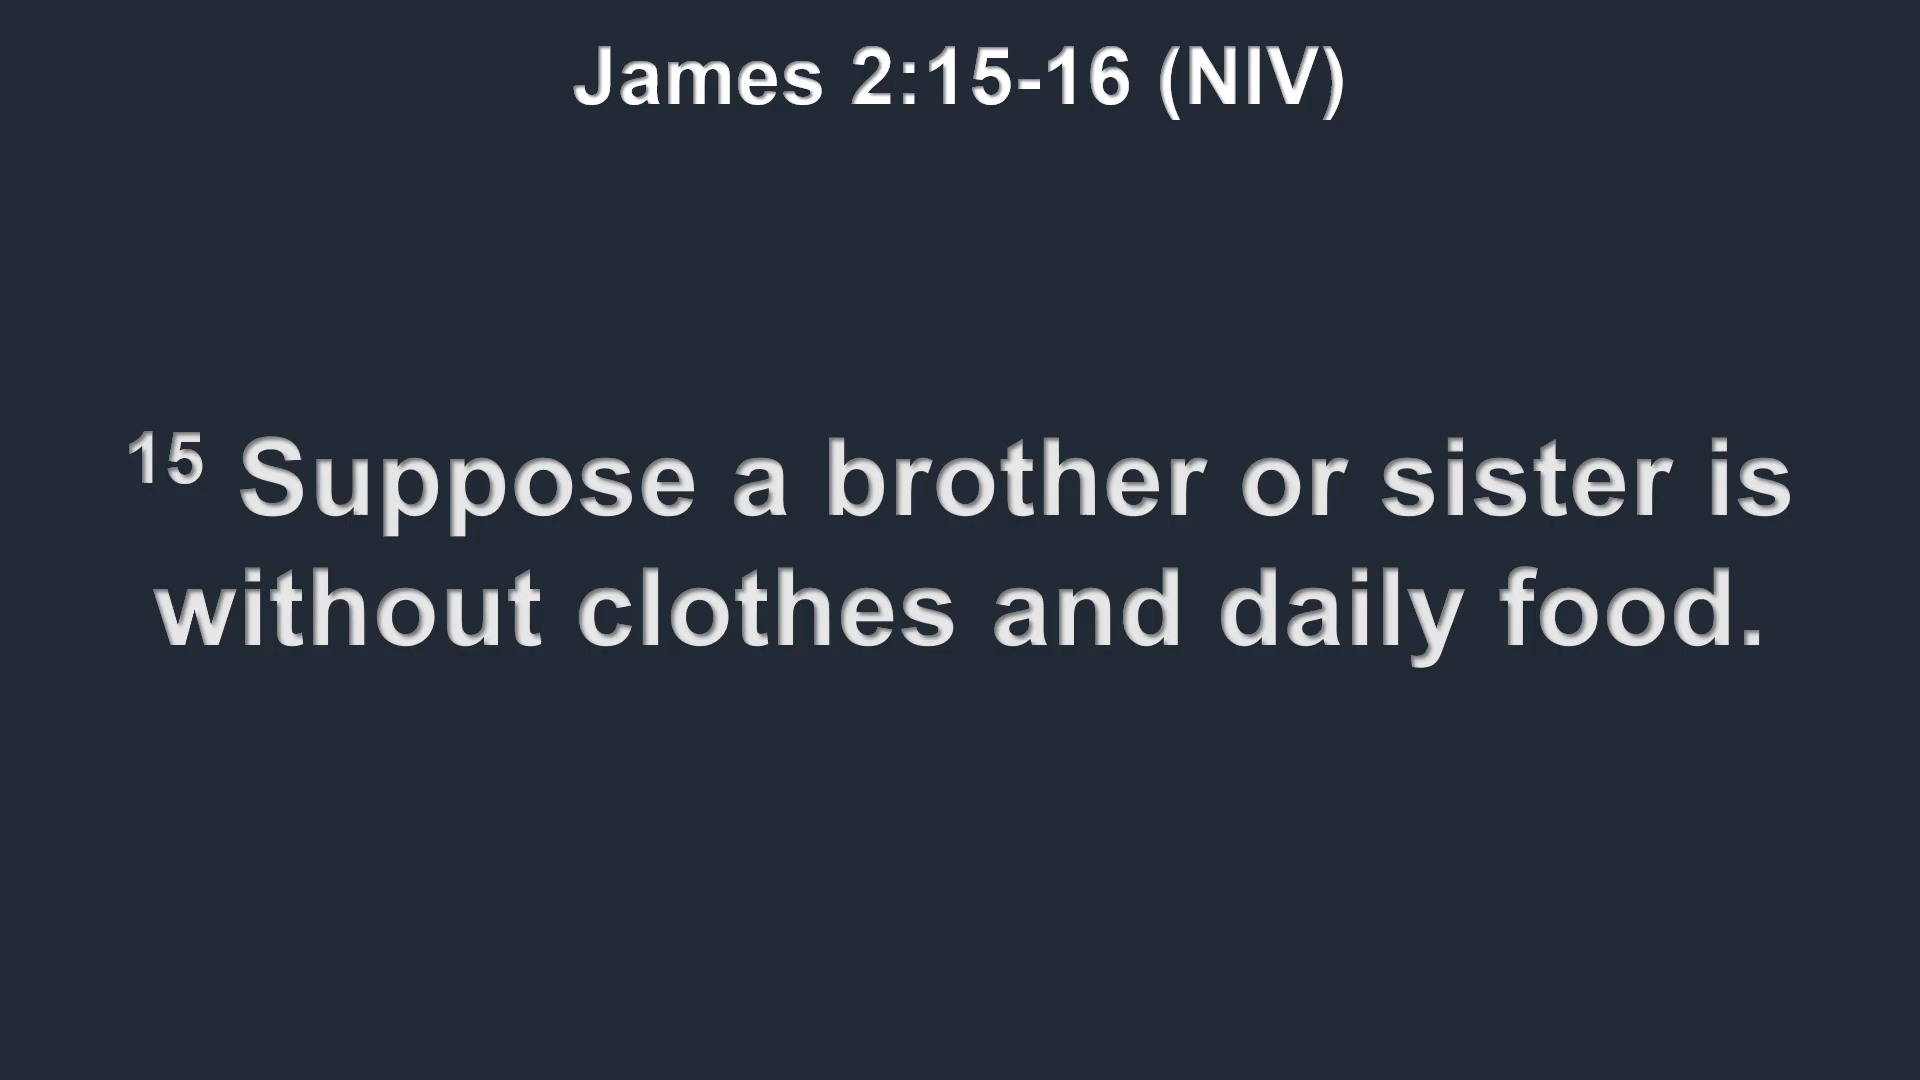 James 2:15-16 (NIV)
15 Suppose a brother or sister is
without clothes and daily food.